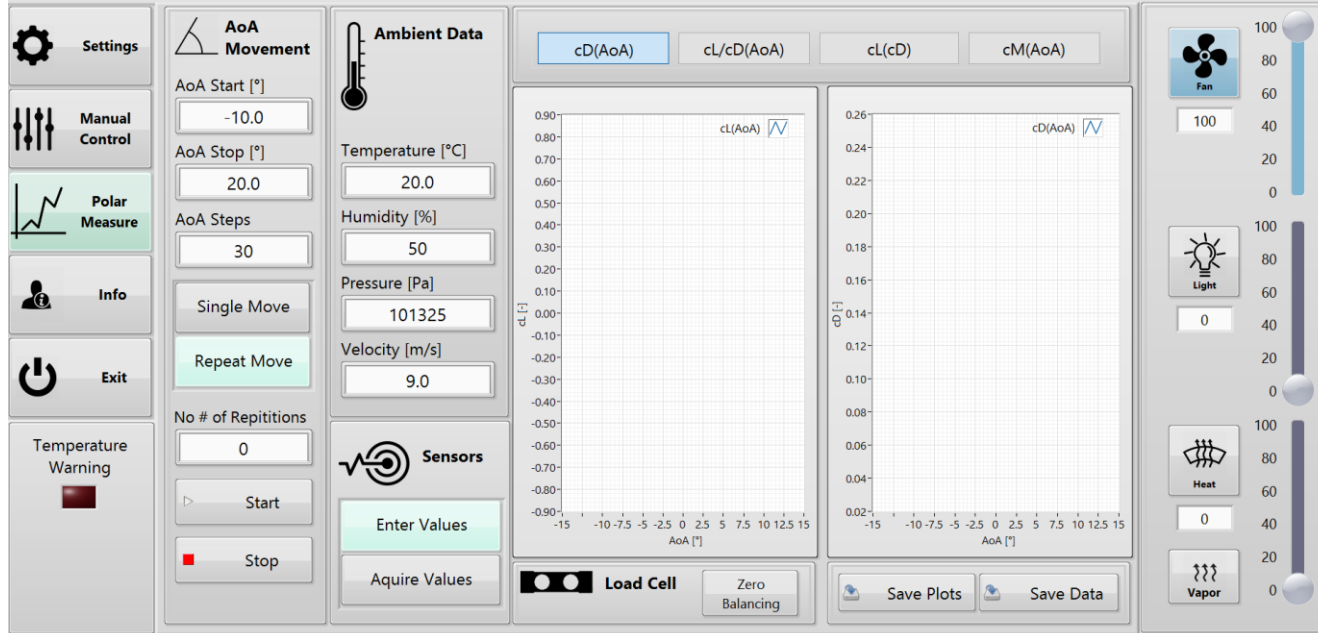 Settings
Manual
Control
Polar
Measure
Info
Exit
Temperature
Warning
AoA
Movement
AoA Start [°]
-10.0
AoA Stop [°]
20.0
AoA Steps
30
Single Move
Repeat Move
No # of Repititions
0
Start
Stop
Ambient Data
Temperature [°C]
20.0
Humidity [%]
50
Pressure [Pa]
101325
Velocity [m/s]
9.0
Sensors
Enter Values
Aquire Values
cD(AoA)
cL/cD(AoA)
cL(cD)
cM(AoA)
cL(AoA)
cL [-]
0.90
0.80
0.70
0.60
0.50
0.40
0.30
0.20
0.10
0.00
-0.10
-0.20
-0.30
-0.40
-0.50
-0.60
-0.70
-0.80
-0.90
-15 -10 -7.5 -5 -2.5 0 2.5 5 7.5 10 12.5 15
AoA [°]
cD(AoA)
cD [-]
0.26
0.24
0.22
0.20
0.18
0.16
0.14
0.12
0.10
0.08
0.06
0.04
0.02
-15 -10 -7.5 -5 -2.5 0 2.5 5 7.5 10 12.5 15
AoA [°]
Load Cell
Zero
Balancing
Save Plots
Save Data
Fan
100
100
80
60
40
20
0
Light
0
100
80
60
40
20
0
Heat
0
Vapor
100
80
60
40
20
0